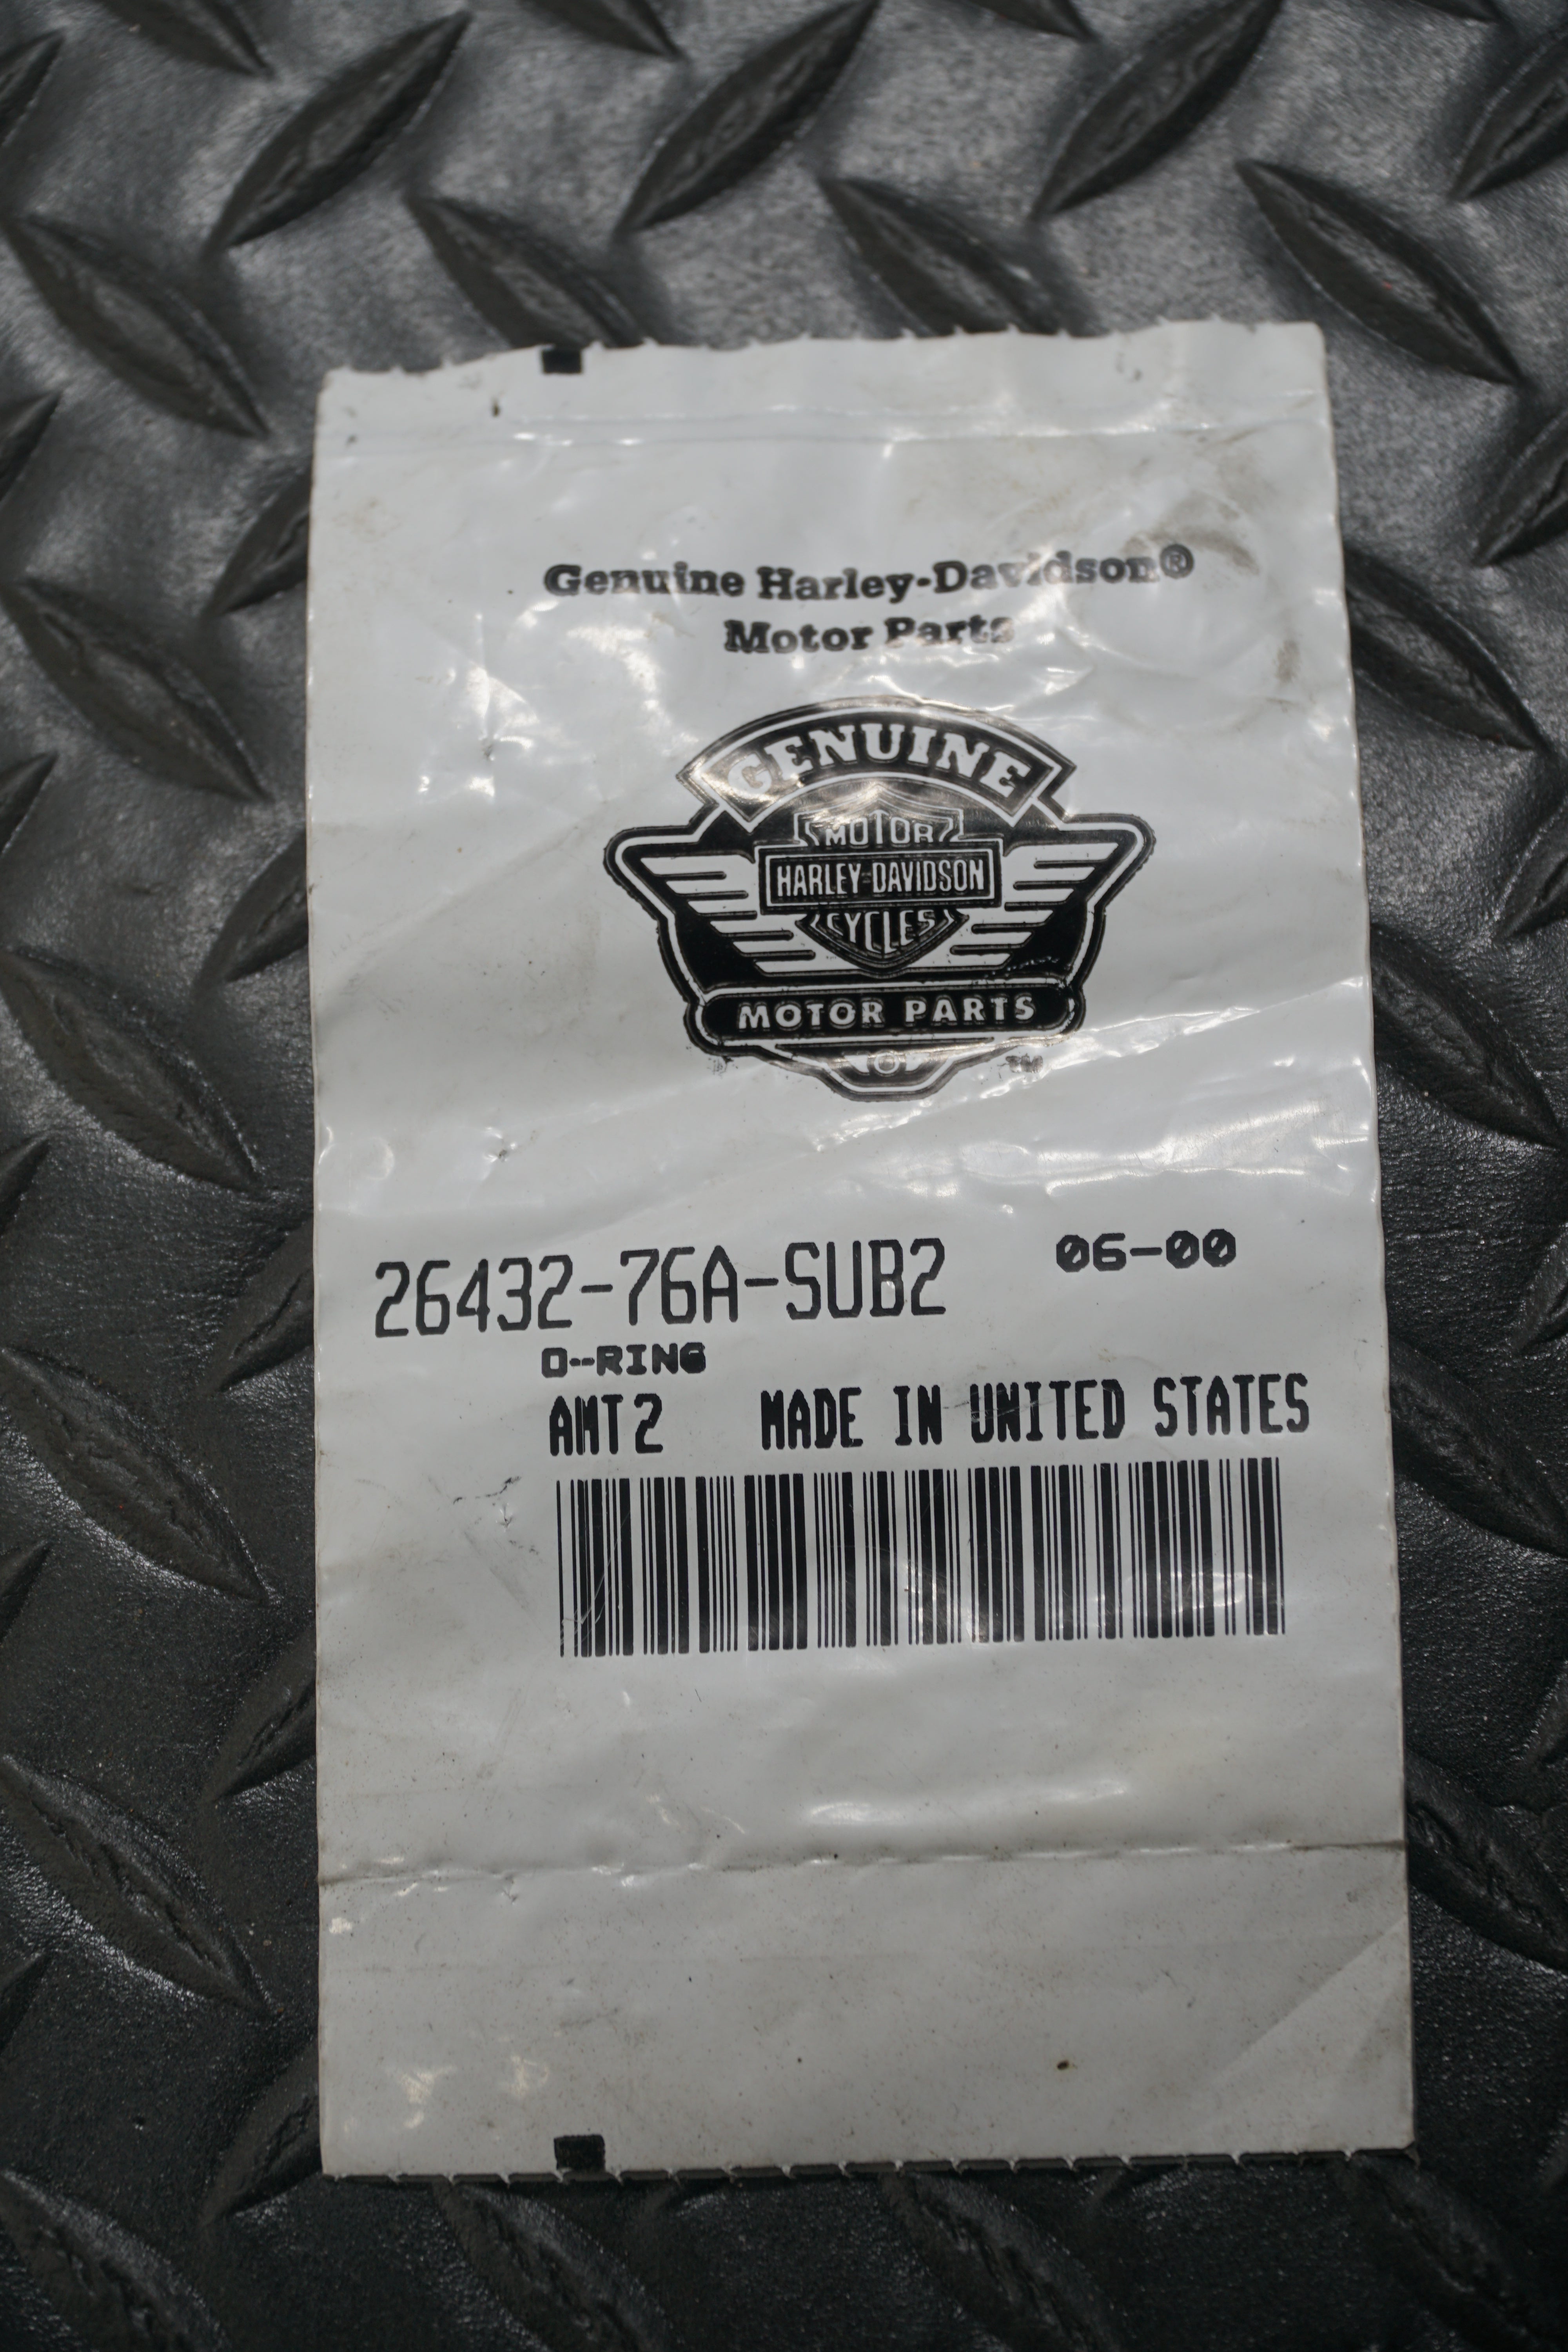 Genuine Harley-Davidson®
Motor Parts
GENUINE
MOTOR
HARLEY-DAVIDSON
CYCLES
MOTOR PARTS
TM
26432-76A-SUB2 06-00
O--RING
AMT2 MADE IN UNITED STATES